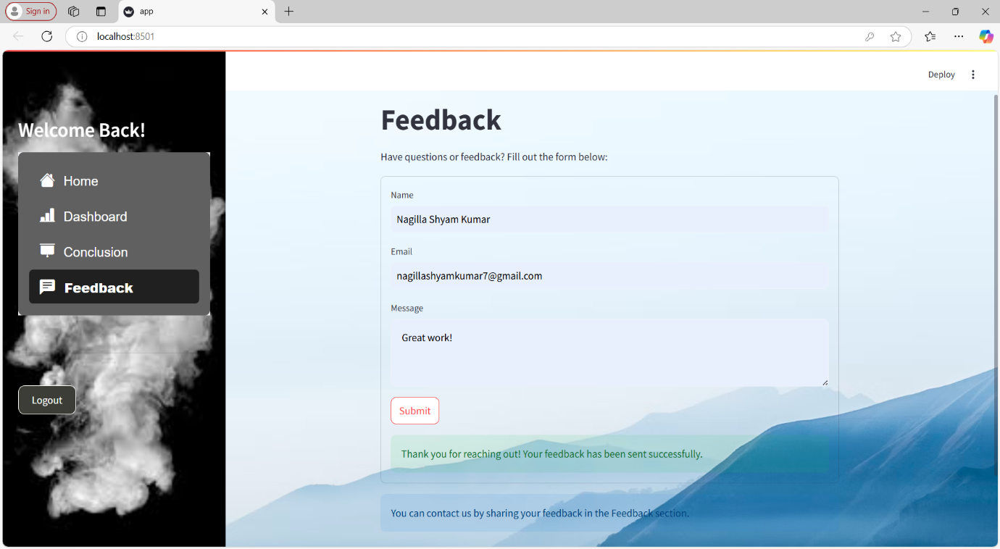 Sign in
app
localhost:8501
Deploy
Welcome Back!
Home
Dashboard
Conclusion
Feedback
Logout
Feedback
Have questions or feedback? Fill out the form below:
Name
Nagilla Shyam Kumar
Email
nagillashyamkumar7@gmail.com
Message
Great work!
Submit
Thank you for reaching out! Your feedback has been sent successfully.
You can contact us by sharing your feedback in the Feedback section.